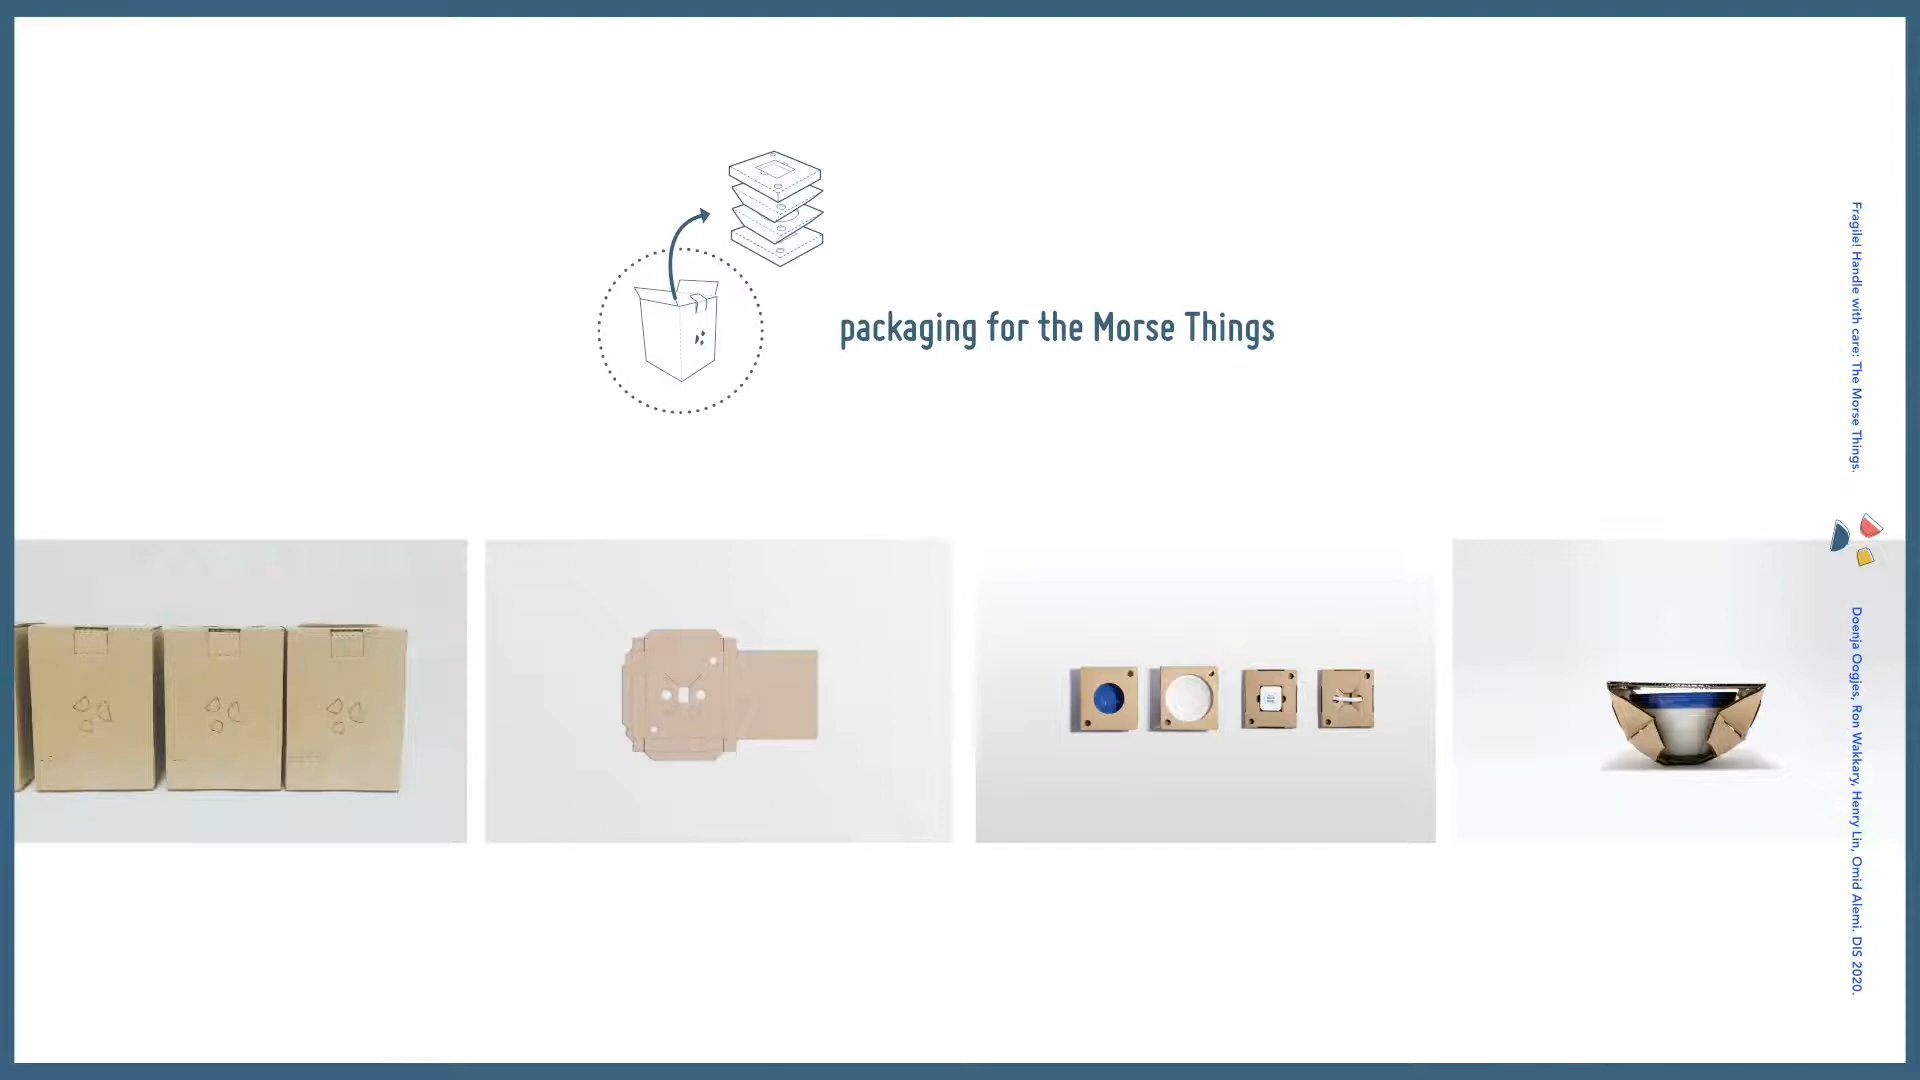 packaging for the Morse Things
Fragile! Handle with care: The Morse Things.
Doenja Oogjes, Ron Wakkary, Henry Lin, Omid Alemi. DIS 2020.